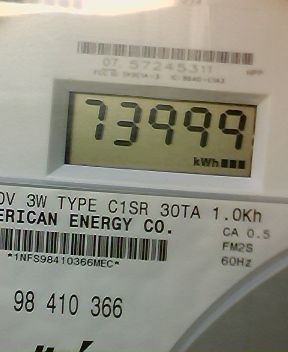 07 57245311
73999
kWh
0V 3W TYPE C1SR 30TA 1.0Kh
ERICAN ENERGY CO.
CA 0.5
FM2S
60Hz
*1NFS98410366MEC*
98 410 366